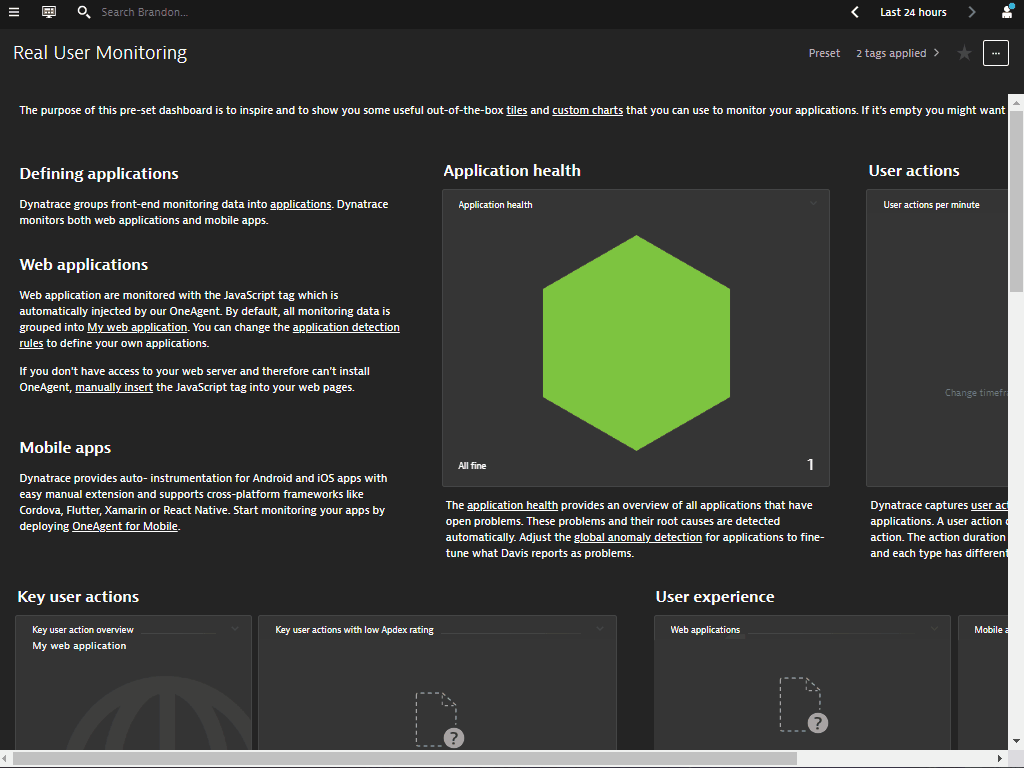 Search Brandon...
Last 24 hours
Real User Monitoring
Preset
2 tags applied
...
The purpose of this pre-set dashboard is to inspire and to show you some useful out-of-the-box tiles and custom charts that you can use to monitor your applications. If it's empty you might want
Defining applications
Dynatrace groups front-end monitoring data into applications. Dynatrace
monitors both web applications and mobile apps.
Web applications
Web application are monitored with the JavaScript tag which is
automatically injected by our OneAgent. By default, all monitoring data is
grouped into My web application. You can change the application detection
rules to define your own applications.
If you don't have access to your web server and therefore can't install
OneAgent, manually insert the JavaScript tag into your web pages.
Mobile apps
Dynatrace provides auto- instrumentation for Android and iOS apps with
easy manual extension and supports cross-platform frameworks like
Cordova, Flutter, Xamarin or React Native. Start monitoring your apps by
deploying OneAgent for Mobile.
Application health
Application health
All fine
1
The application health provides an overview of all applications that have
open problems. These problems and their root causes are detected
automatically. Adjust the global anomaly detection for applications to fine-
tune what Davis reports as problems.
User actions
User actions per minute
Change timefra
Dynatrace captures user ac
applications. A user action c
action. The action duration
and each type has different
Key user actions
Key user action overview
My web application
Key user actions with low Apdex rating
?
User experience
Web applications
?
Mobile a